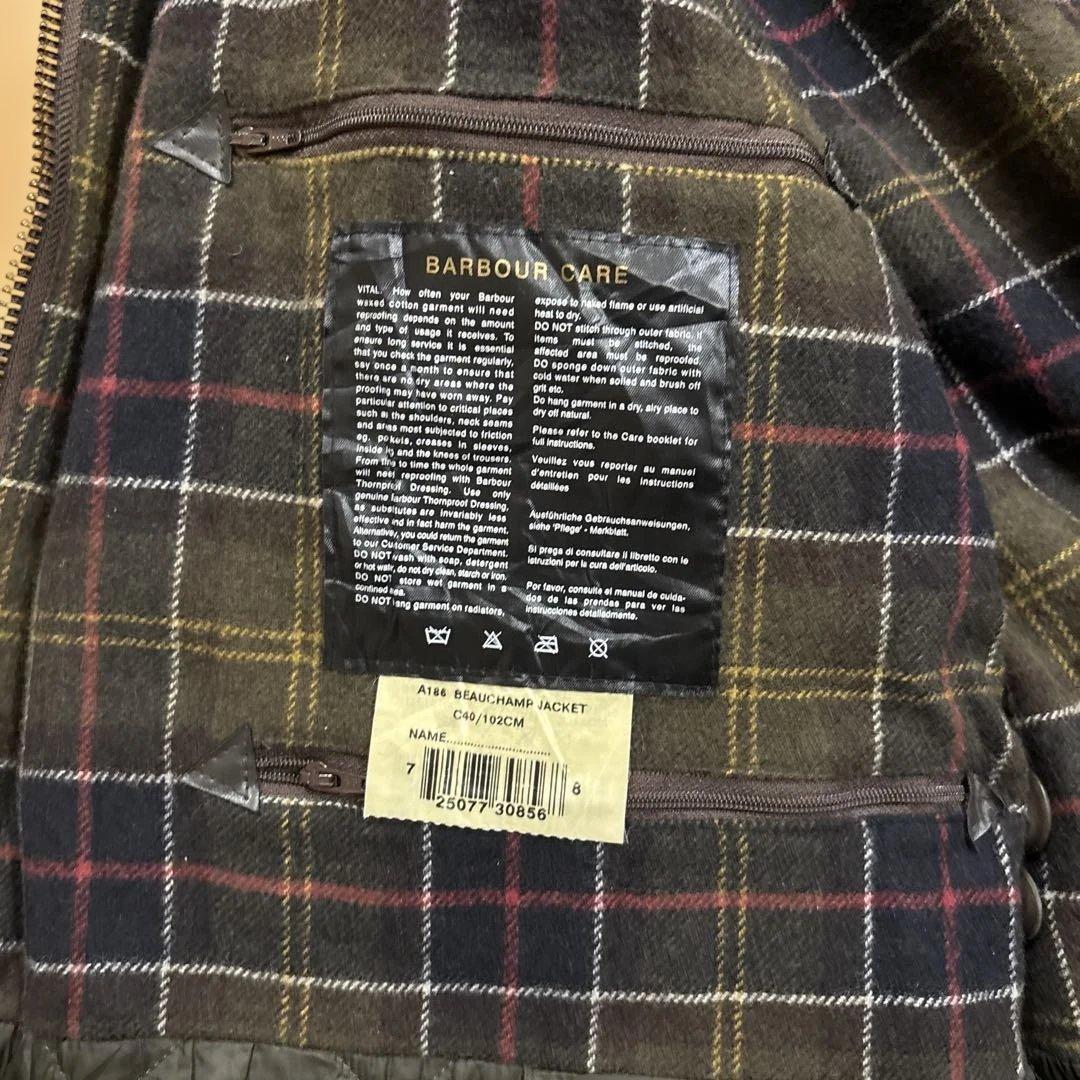 BARBOUR CARE
VITAL. How often your Barbour
waxed cotton garment will need
reproofing depends on the amount
and type of usage it receives. To
ensure long service it is essential
that you check the garment regularly,
say once a month to ensure that
there are no dry areas where the
proofing may have worn away. Pay
particular attention to critical places
such as the shoulders, neck seams
and areas most subjected to friction
eg. pockets, creases in sleeves,
inside leg and the knees of trousers.
From time to time the whole garment
will need reproofing with Barbour
Thornproof Dressing. Use only
genuine Barbour Thornproof Dressing,
as substitutes are invariably less
effective and in fact harm the garment.
Alternatively, you could return the garment
to our Customer Service Department.
DO NOT wash with soap, detergent
or hot water, do not dry clean, starch or iron.
DO NOT store wet garment in a
confined area.
DO NOT hang garment on radiators,
expose to naked flame or use artificial
heat to dry.
DO NOT stitch through outer fabric. If
items must be stitched, the
affected area must be reproofed.
DO sponge down outer fabric with
cold water when soiled and brush off
grit etc.
Do hang garment in a dry, airy place to
dry off natural.
Please refer to the Care booklet for
full instructions.
Veuillez vous reporter au manuel
d'entretien pour les instructions
détaillées
Ausführliche Gebrauchsanweisungen,
siehe 'Pflege' - Merkblatt.
Si prega di consultare il libretto con le
istruzioni per la cura dell'articolo.
Por favor, consulte el manual de cuida-
dos de las prendas para ver las
instrucciones detalladmente.
A186 BEAUCHAMP JACKET
C40/102CM
NAME..............................
7 25077 30856 8